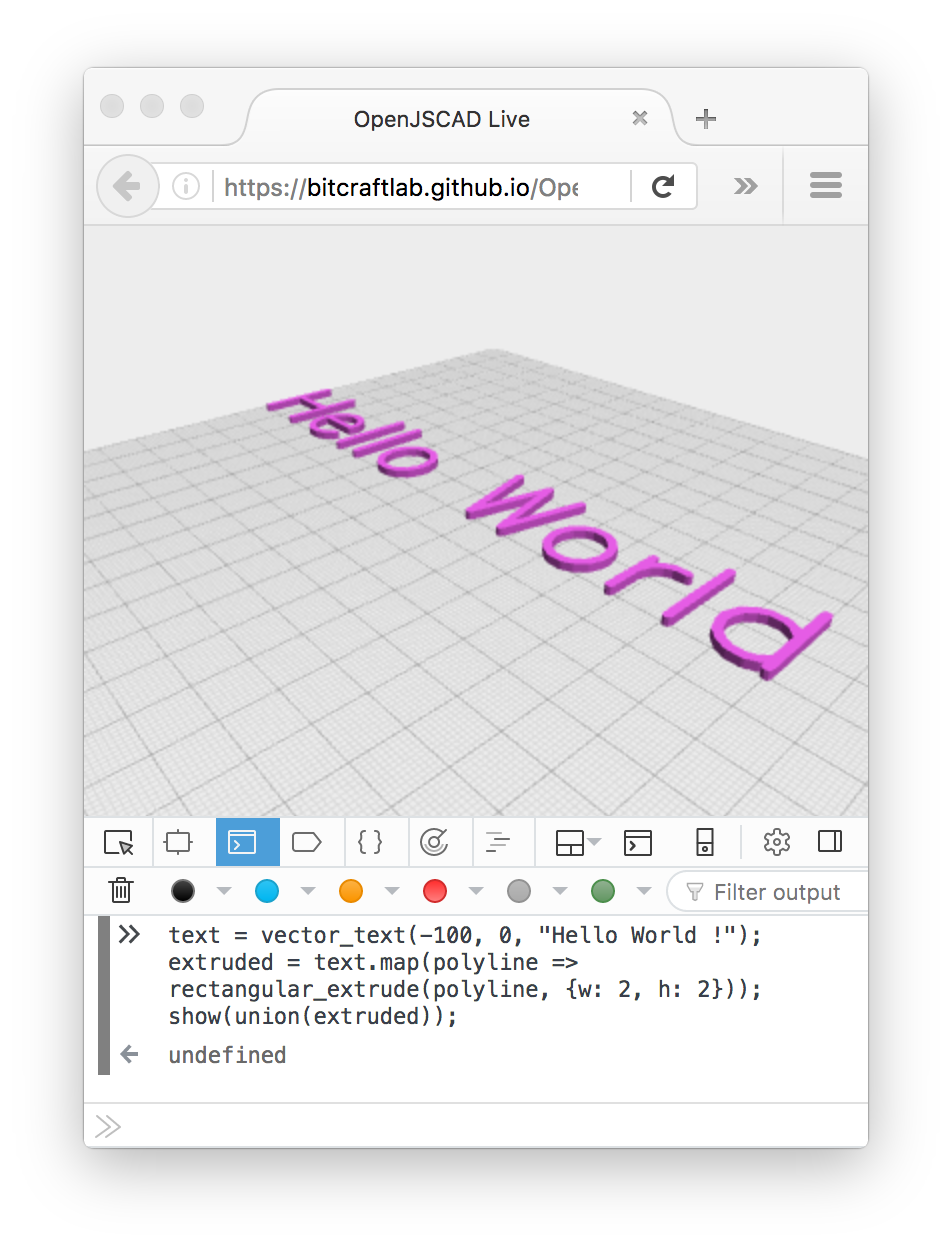 OpenJSCAD Live
https://bitcraftlab.github.io/Ope
Hello World
Filter output
text = vector_text(-100, 0, "Hello World !");
extruded = text.map(polyline =>
rectangular_extrude(polyline, {w: 2, h: 2}));
show(union(extruded));
undefined